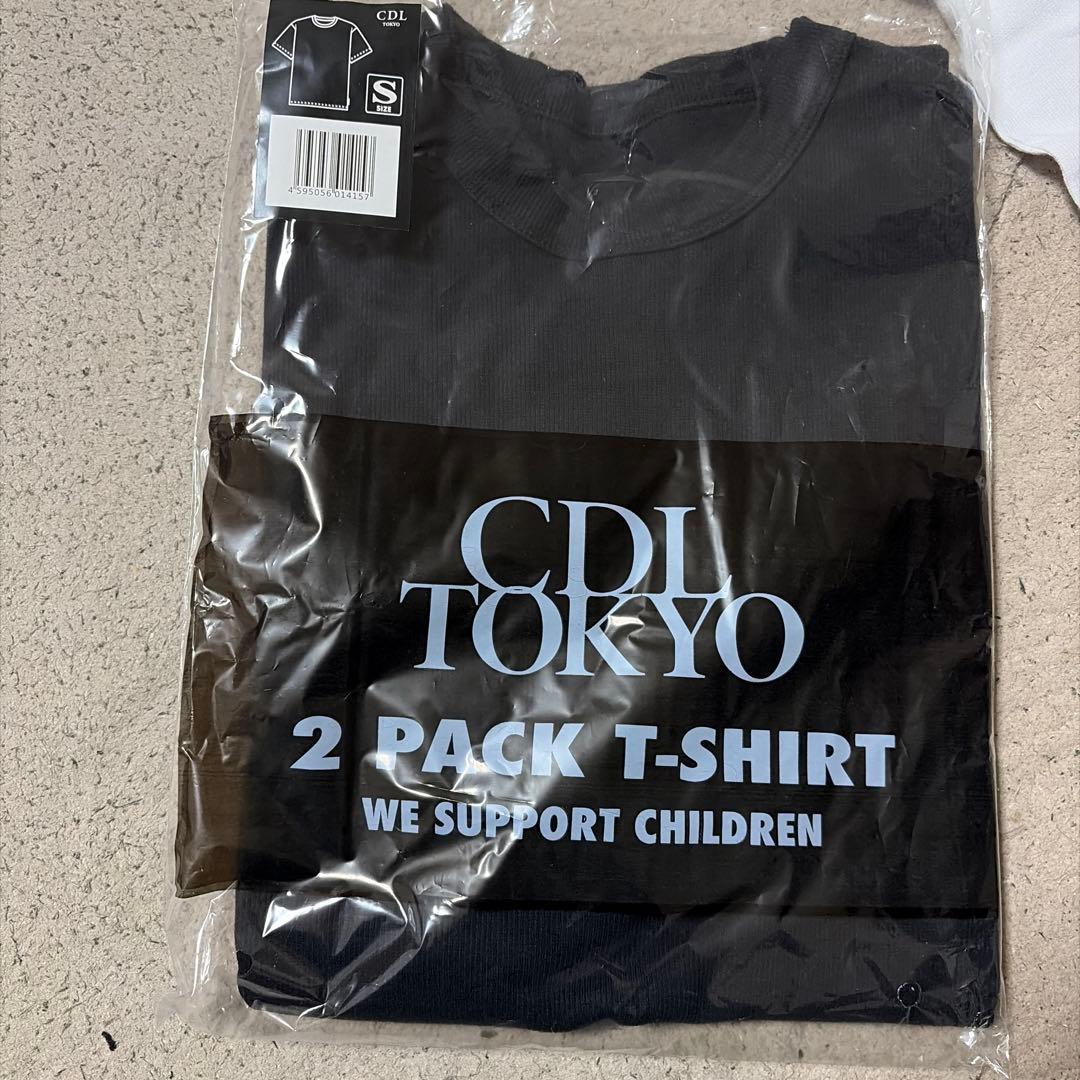 CDL
TOKYO
S
SIZE
4 595056 014157
CDL
TOKYO
2 PACK T-SHIRT
WE SUPPORT CHILDREN